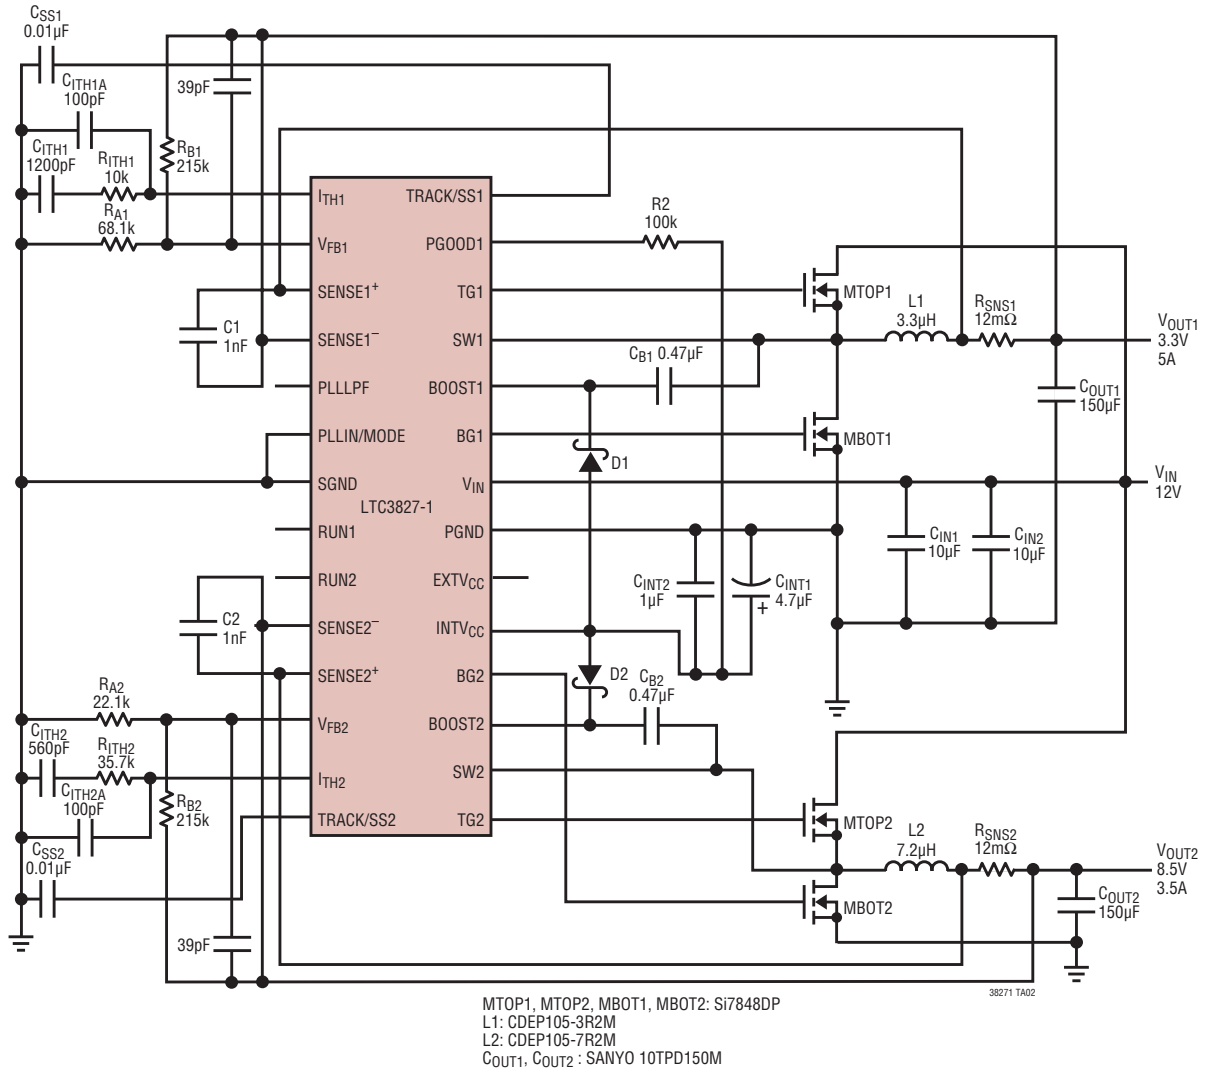 CSS1
0.01µF
CITH1A
100pF
39pF
CITH1
1200pF
RITH1
10k
RB1
215k
RA1
68.1k
C1
1nF
ITH1
VFB1
SENSE1+
SENSE1–
PLLLPF
PLLIN/MODE
SGND
RUN1
RUN2
SENSE2–
SENSE2+
VFB2
ITH2
TRACK/SS2
LTC3827-1
TRACK/SS1
PGOOD1
TG1
SW1
BOOST1
BG1
VIN
PGND
EXTVCC
INTVCC
BG2
BOOST2
SW2
TG2
R2
100k
MTOP1
L1
3.3µH
RSNS1
12mΩ
VOUT1
3.3V
5A
CB1 0.47µF
COUT1
150µF
MBOT1
D1
VIN
12V
CIN1
10µF
CIN2
10µF
CINT2
1µF
CINT1
4.7µF
+
D2
CB2
0.47µF
C2
1nF
RA2
22.1k
CITH2
560pF
RITH2
35.7k
CITH2A
100pF
RB2
215k
CSS2
0.01µF
39pF
MTOP2
L2
7.2µH
RSNS2
12mΩ
VOUT2
8.5V
3.5A
COUT2
150µF
MBOT2
38271 TA02
MTOP1, MTOP2, MBOT1, MBOT2: Si7848DP
L1: CDEP105-3R2M
L2: CDEP105-7R2M
COUT1, COUT2 : SANYO 10TPD150M